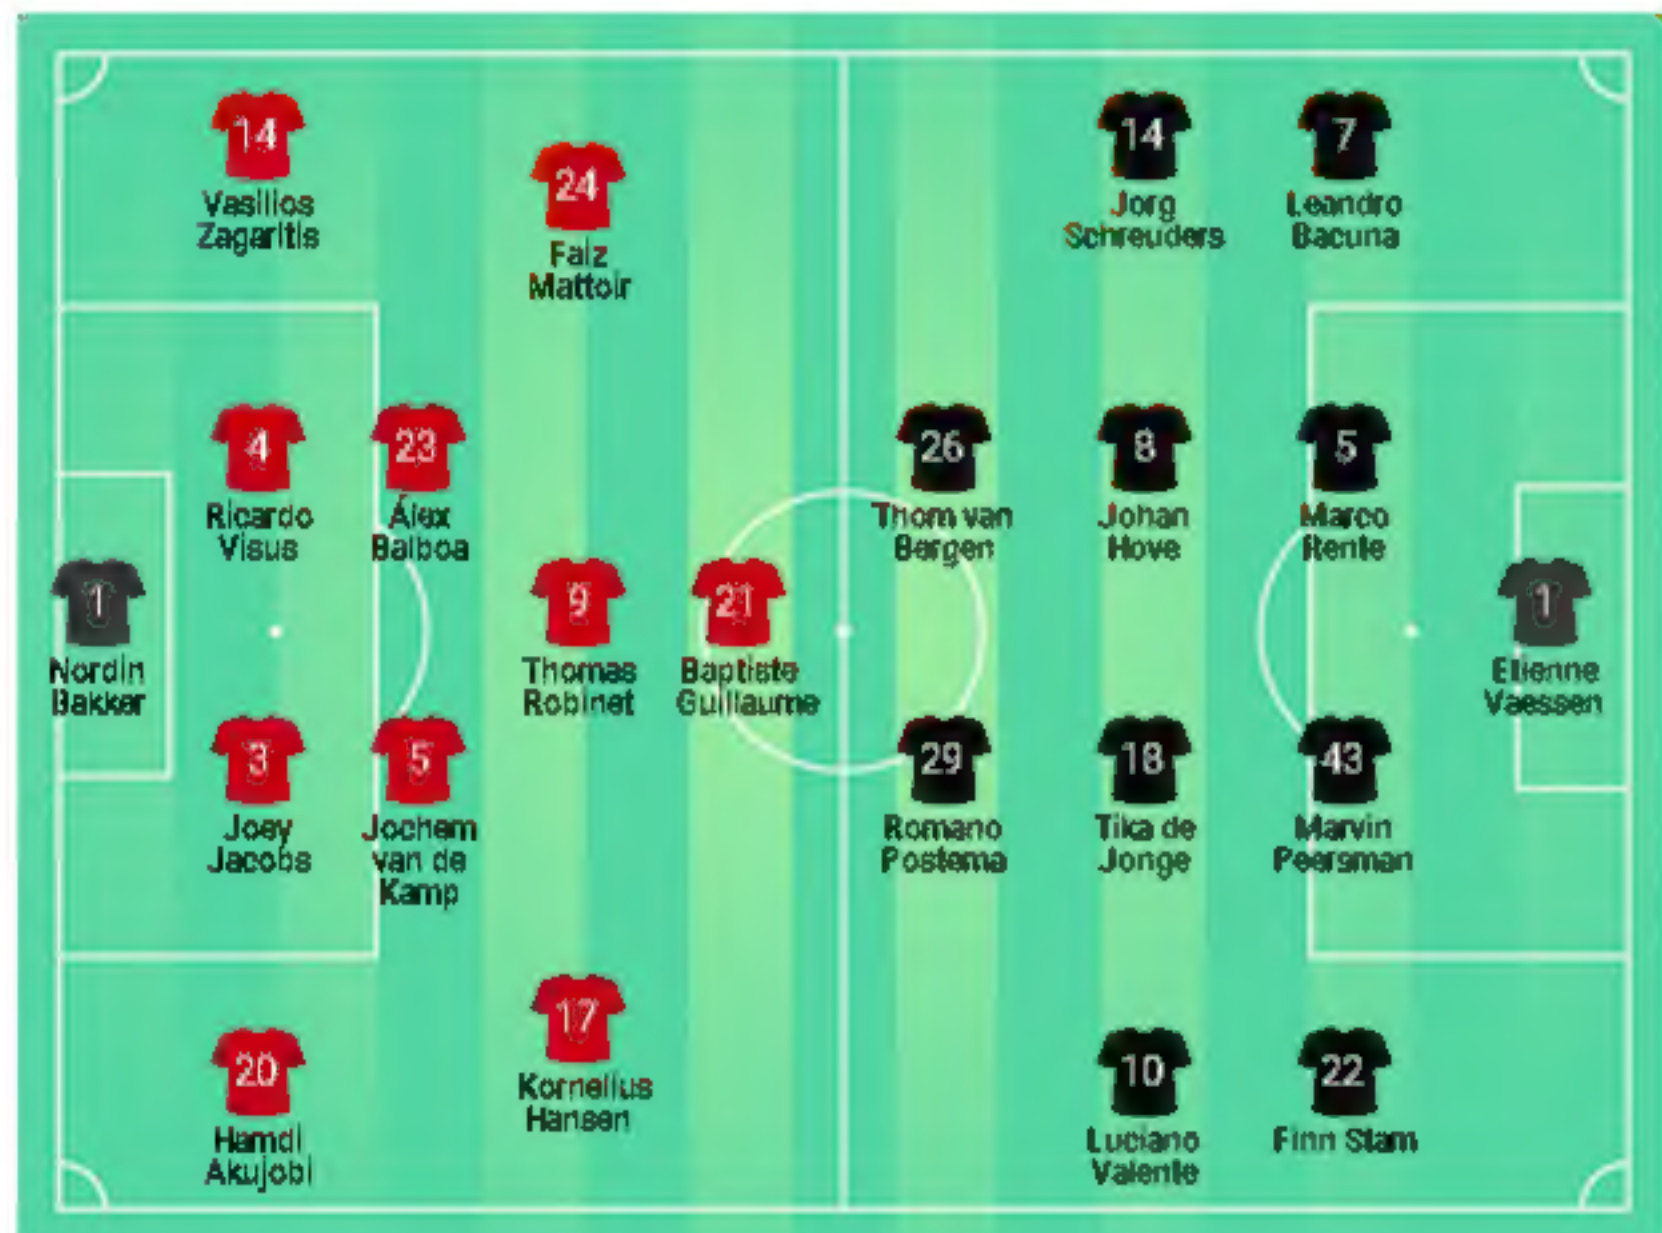 14
Vasilios
Zagaritis
24
Faiz
Mattoir
14
Jorg
Schreuders
7
Leandro
Bacuna
4
Ricardo
Visus
23
Álex
Balboa
26
Thom van
Bergen
8
Johan
Hove
5
Marco
Rente
1
Nordin
Bakker
9
Thomas
Robinet
21
Baptiste
Guillaume
1
Etienne
Vaessen
3
Joey
Jacobs
5
Jochem
van de
Kamp
29
Romano
Postema
18
Tika de
Jonge
43
Marvin
Peersman
20
Hamdi
Akujobi
17
Kornelius
Hansen
10
Luciano
Valente
22
Finn Stam